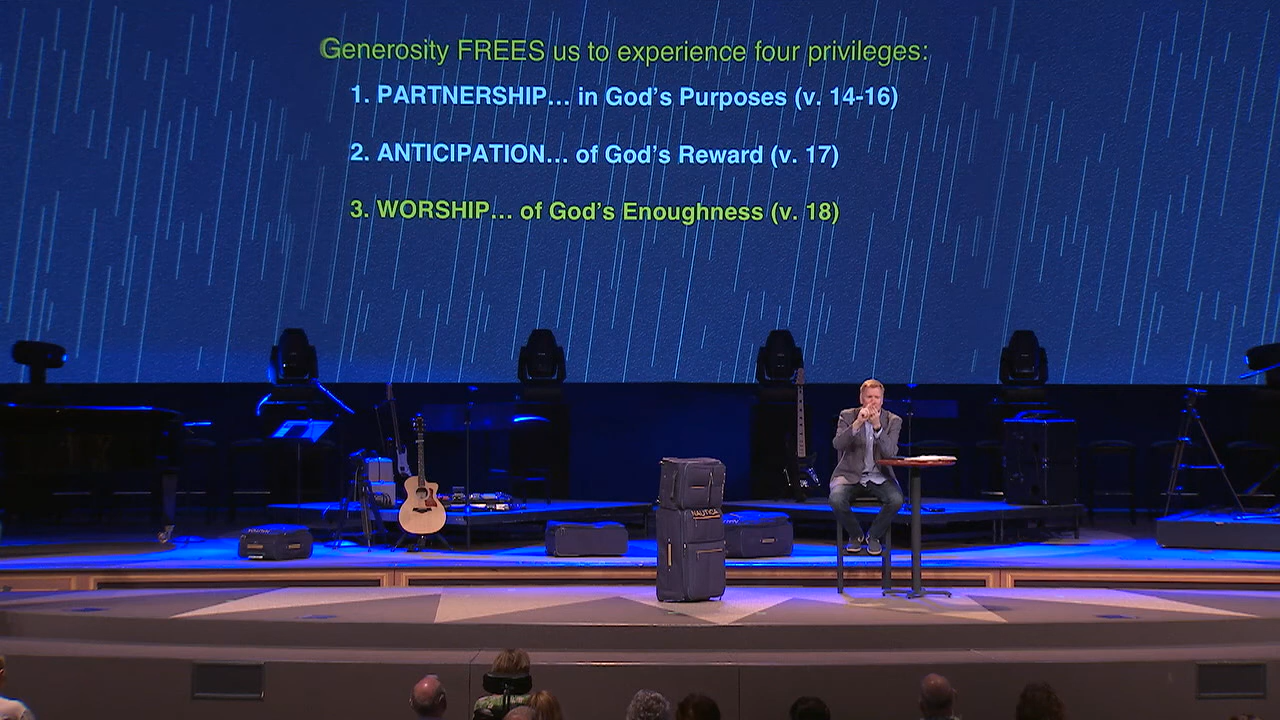 Generosity FREES us to experience four privileges:
1. PARTNERSHIP... in God's Purposes (v. 14-16)
2. ANTICIPATION... of God's Reward (v. 17)
3. WORSHIP... of God's Enoughness (v. 18)
NAUTICA